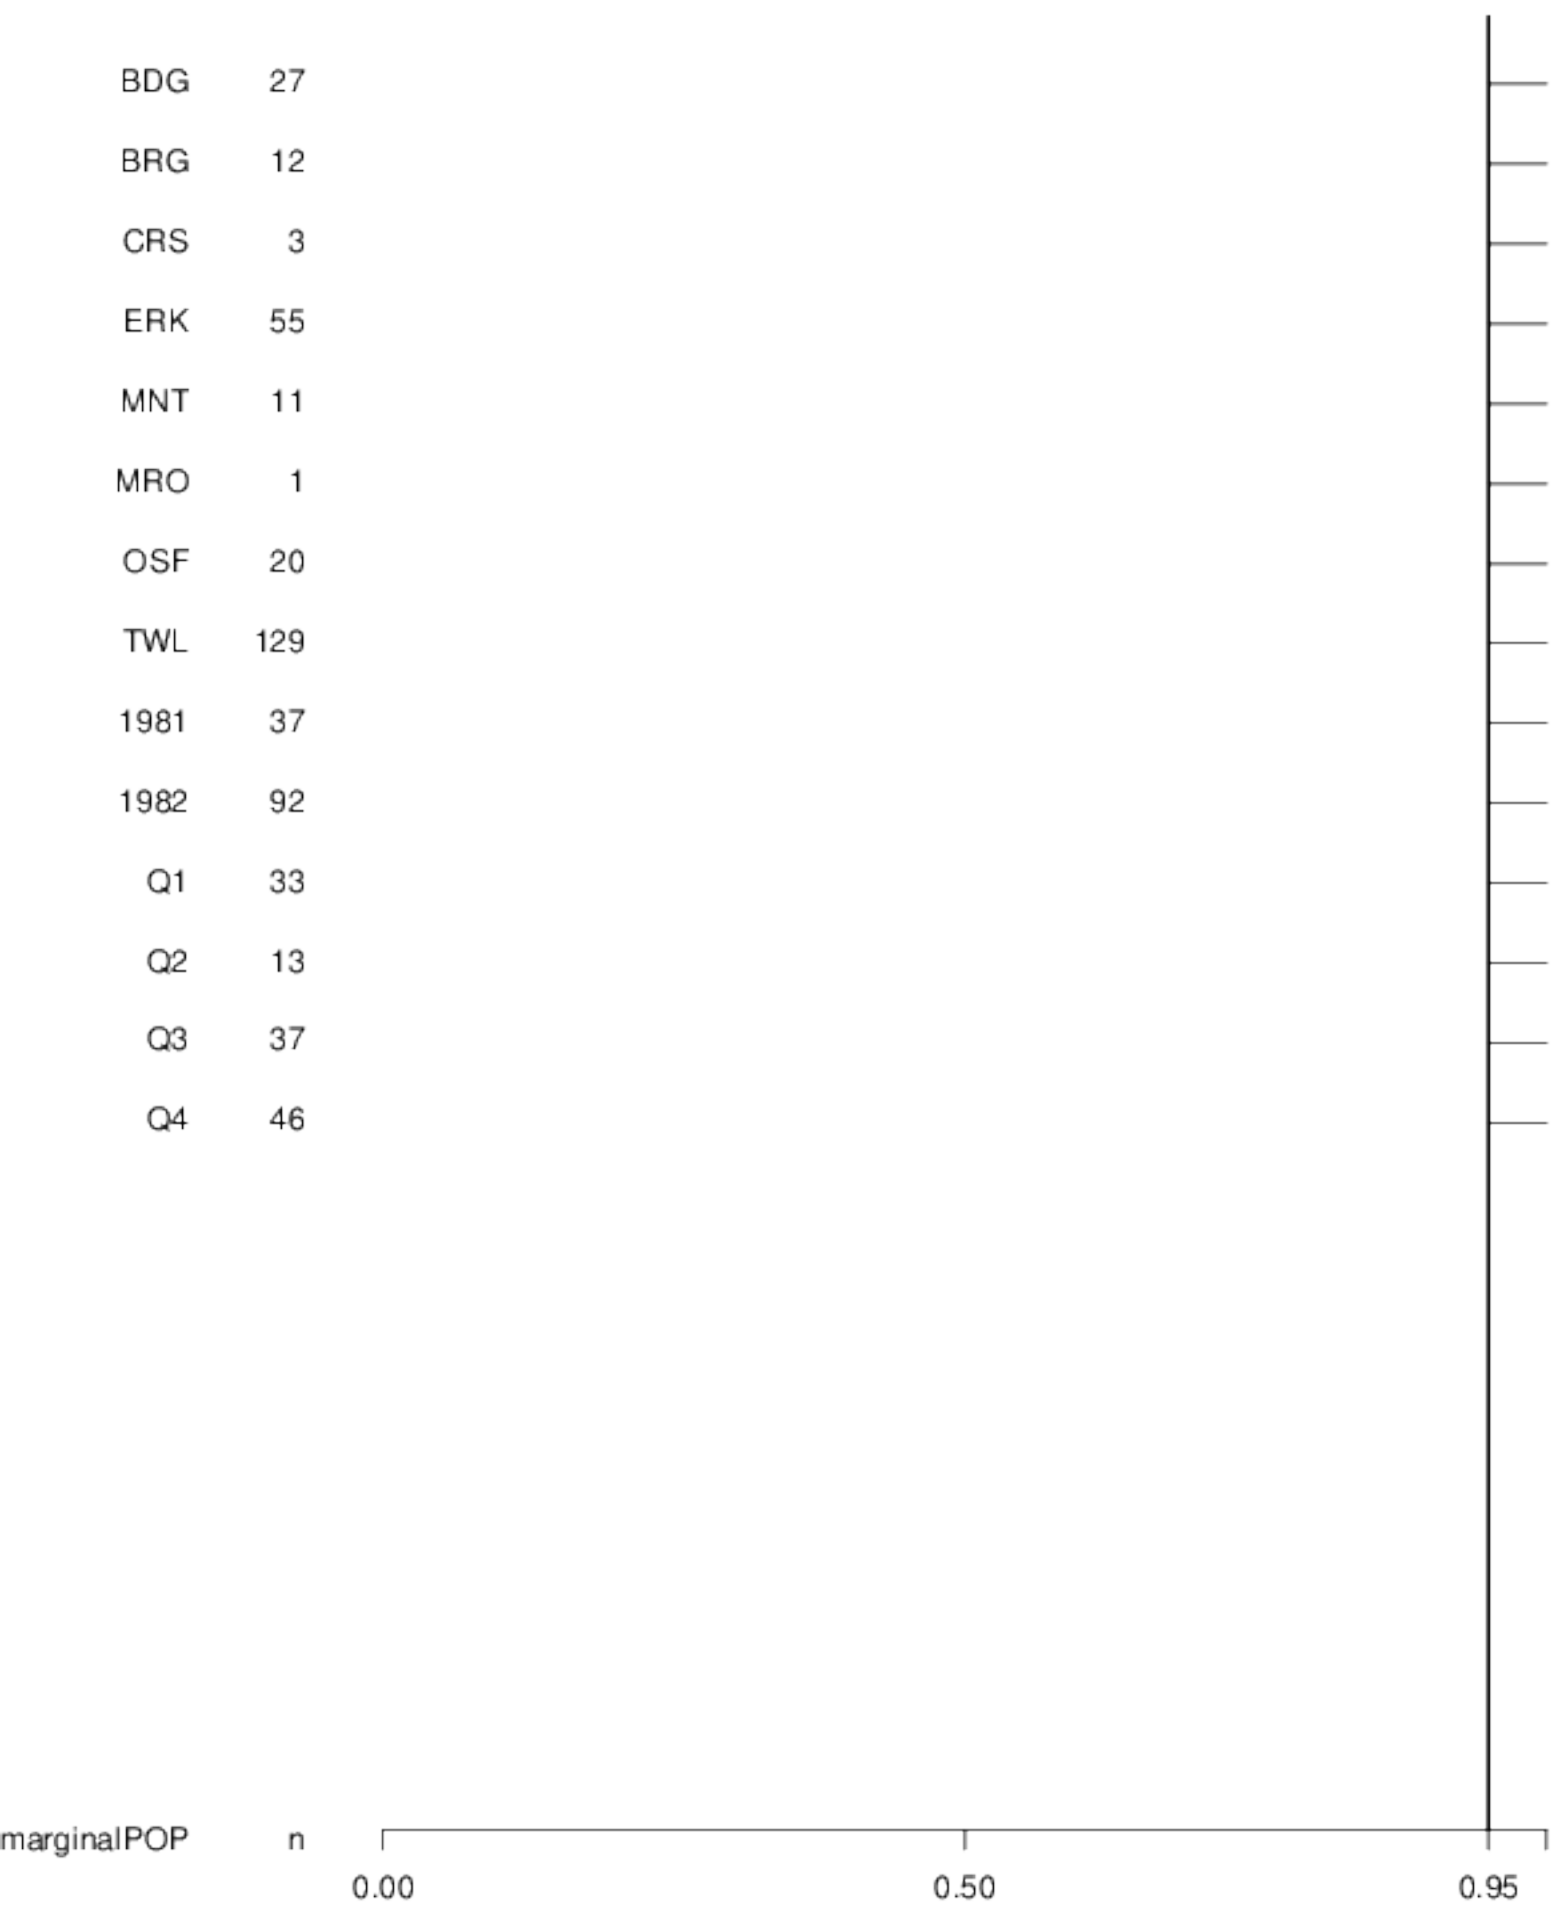 BDG 27
BRG 12
CRS 3
ERK 55
MNT 11
MRO 1
OSF 20
TWL 129
1981 37
1982 92
Q1 33
Q2 13
Q3 37
Q4 46
marginalPOP n
0.00 0.50 0.95